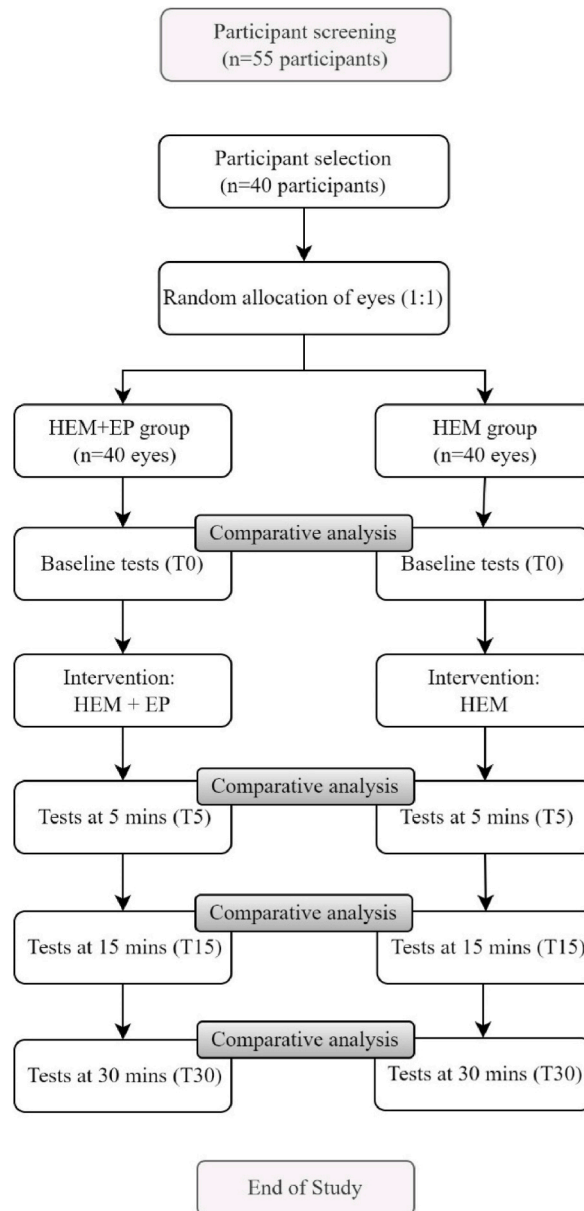 Participant screening
(n=55 participants)
Participant selection
(n=40 participants)
Random allocation of eyes (1:1)
HEM+EP group
(n=40 eyes)
HEM group
(n=40 eyes)
Comparative analysis
Baseline tests (T0)
Baseline tests (T0)
Intervention:
HEM + EP
Intervention:
HEM
Comparative analysis
Tests at 5 mins (T5)
Tests at 5 mins (T5)
Comparative analysis
Tests at 15 mins (T15)
Tests at 15 mins (T15)
Comparative analysis
Tests at 30 mins (T30)
Tests at 30 mins (T30)
End of Study